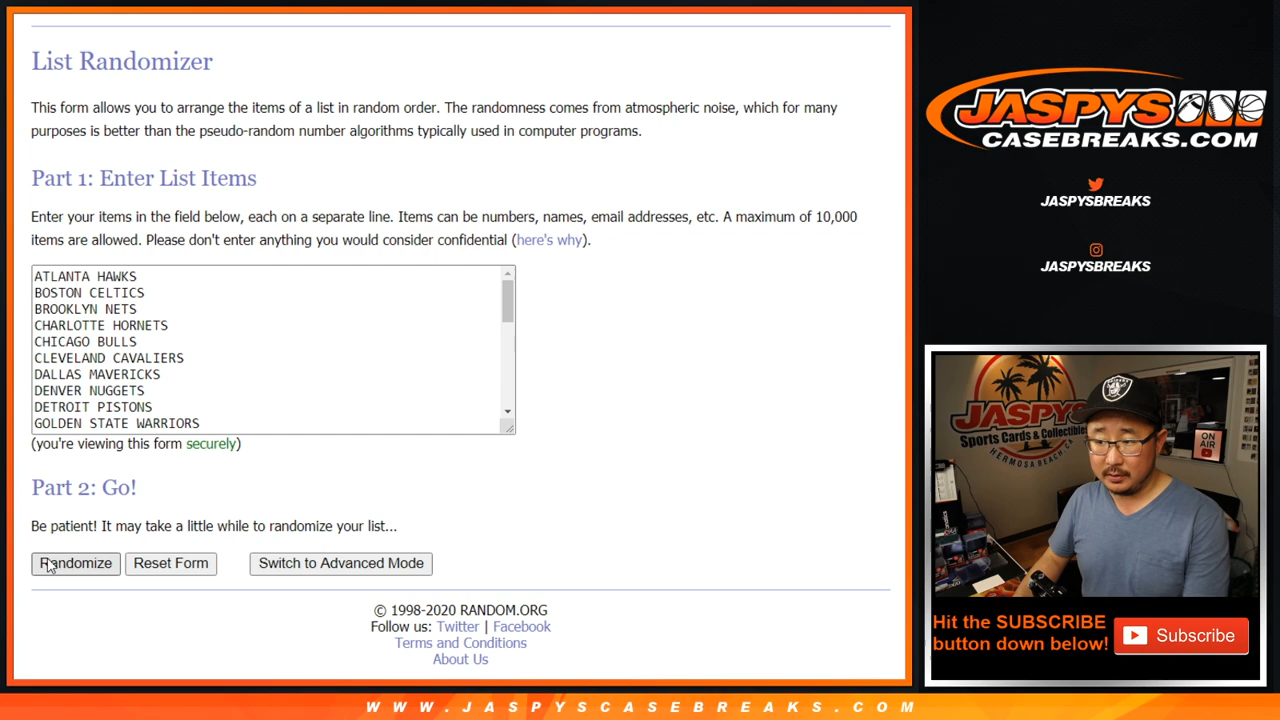 List Randomizer
This form allows you to arrange the items of a list in random order. The randomness comes from atmospheric noise, which for many
purposes is better than the pseudo-random number algorithms typically used in computer programs.
Part 1: Enter List Items
Enter your items in the field below, each on a separate line. Items can be numbers, names, email addresses, etc. A maximum of 10,000
items are allowed. Please don't enter anything you would consider confidential (here's why).
ATLANTA HAWKS
BOSTON CELTICS
BROOKLYN NETS
CHARLOTTE HORNETS
CHICAGO BULLS
CLEVELAND CAVALIERS
DALLAS MAVERICKS
DENVER NUGGETS
DETROIT PISTONS
GOLDEN STATE WARRIORS
(you're viewing this form securely)
Part 2: Go!
Be patient! It may take a little while to randomize your list...
Randomize
Reset Form
Switch to Advanced Mode
© 1998-2020 RANDOM.ORG
Follow us: Twitter | Facebook
Terms and Conditions
About Us
JASPYS
CASEBREAKS.COM
JASPYSBREAKS
JASPYSBREAKS
JASPYS
Sports Cards & Collectibles
HERMOSA BEACH, CA
RAIDERS
ON
AIR
Hit the SUBSCRIBE
button down below!
Subscribe
WWW.JASPYSCASEBREAKS.COM